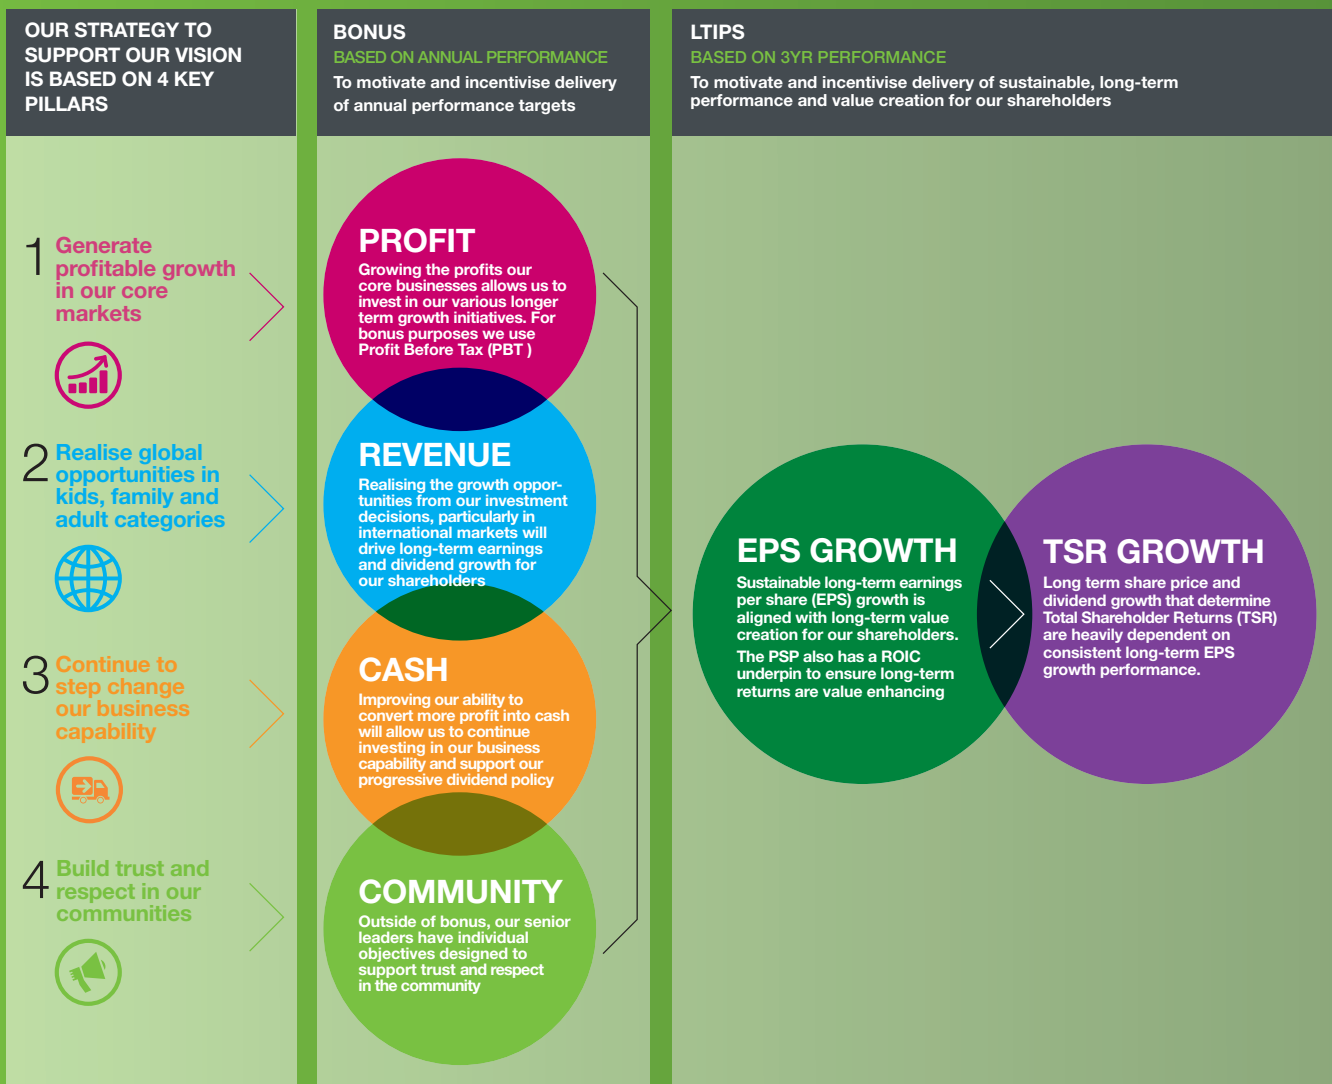 OUR STRATEGY TO
SUPPORT OUR VISION
IS BASED ON 4 KEY
PILLARS
1
Generate
profitable growth
in our core
markets
2
Realise global
opportunities in
kids, family and
adult categories
3
Continue to
step change
our business
capability
4
Build trust and
respect in our
communities
BONUS
BASED ON ANNUAL PERFORMANCE
To motivate and incentivise delivery
of annual performance targets
PROFIT
Growing the profits our
core businesses allows us to
invest in our various longer
term growth initiatives. For
bonus purposes we use
Profit Before Tax (PBT )
REVENUE
Realising the growth oppor-
tunities from our investment
decisions, particularly in
international markets will
drive long-term earnings
and dividend growth for
our shareholders
CASH
Improving our ability to
convert more profit into cash
will allow us to continue
investing in our business
capability and support our
progressive dividend policy
COMMUNITY
Outside of bonus, our senior
leaders have individual
objectives designed to
support trust and respect
in the community
LTIPS
BASED ON 3YR PERFORMANCE
To motivate and incentivise delivery of sustainable, long-term
performance and value creation for our shareholders
EPS GROWTH
Sustainable long-term earnings
per share (EPS) growth is
aligned with long-term value
creation for our shareholders.
The PSP also has a ROIC
underpin to ensure long-term
returns are value enhancing
TSR GROWTH
Long term share price and
dividend growth that determine
Total Shareholder Returns (TSR)
are heavily dependent on
consistent long-term EPS
growth performance.